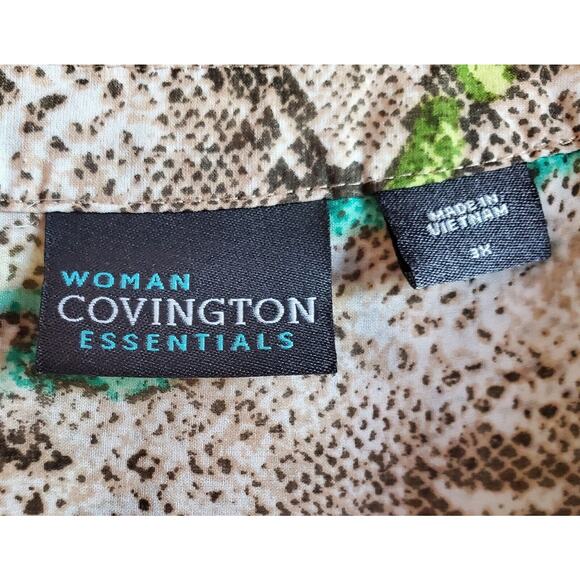 WOMAN
COVINGTON
ESSENTIALS
MADE IN
VIETNAM
3X